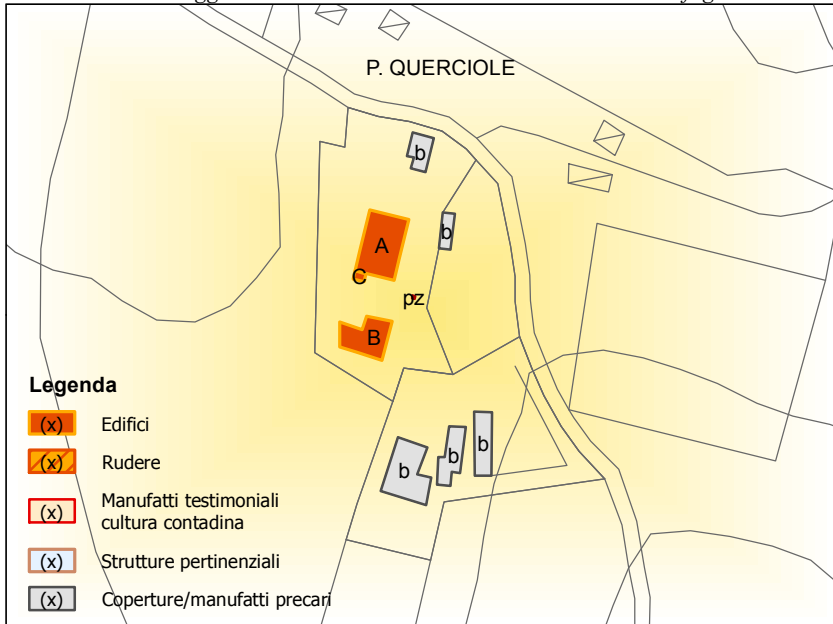 P. QUERCIOLE
b
b
A
C
pz
B
b
b
b
Legenda
(x) Edifici
(x) Rudere
(x) Manufatti testimoniali
cultura contadina
(x) Strutture pertinenziali
(x) Coperture/manufatti precari